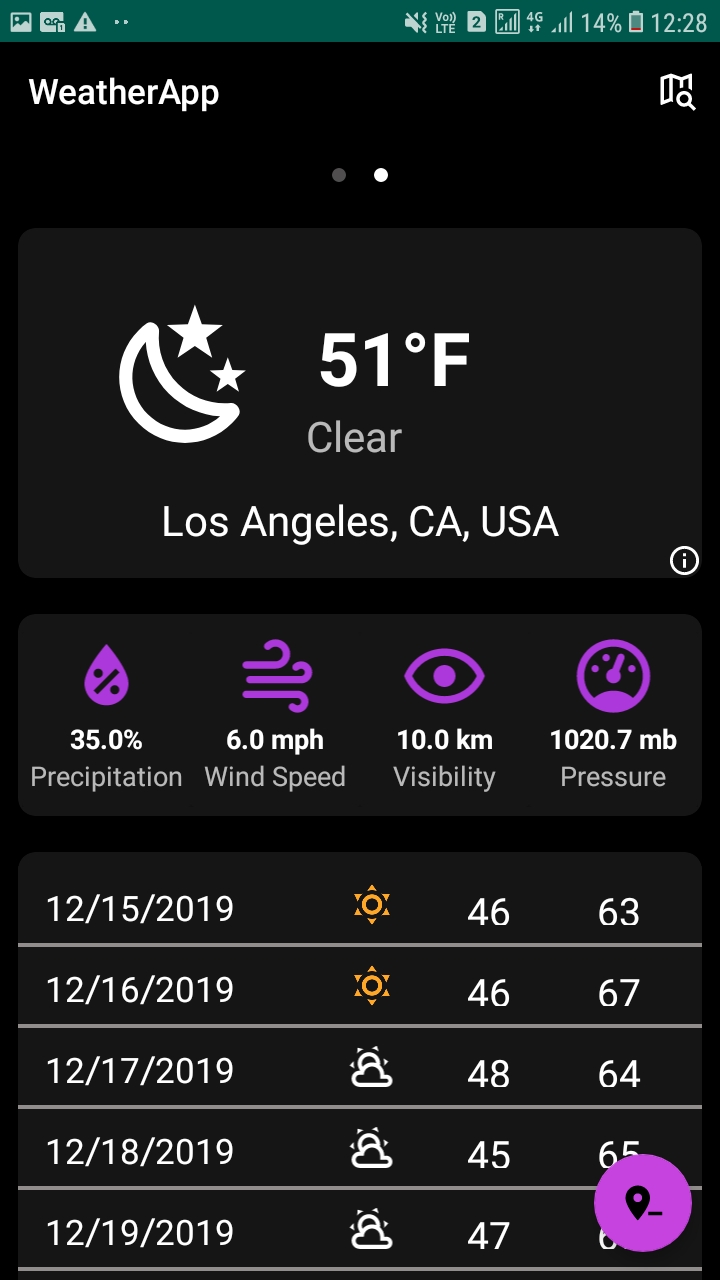 Vo)) LTE 2 R 4G 14% 12:28
WeatherApp
51°F
Clear
Los Angeles, CA, USA
35.0% 6.0 mph 10.0 km 1020.7 mb
Precipitation Wind Speed Visibility Pressure
12/15/2019 46 63
12/16/2019 46 67
12/17/2019 48 64
12/18/2019 45 65
12/19/2019 47